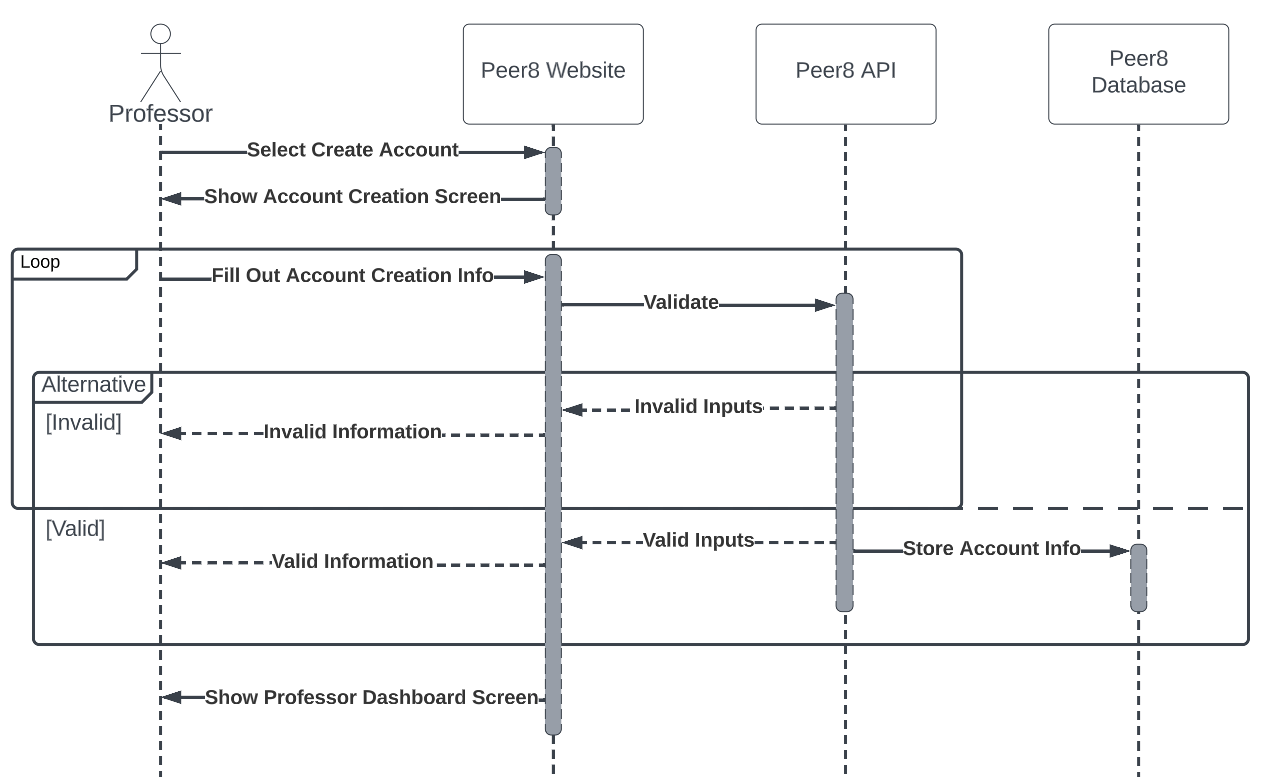 Professor
Peer8 Website
Peer8 API
Peer8
Database
Select Create Account
Show Account Creation Screen
Loop
Fill Out Account Creation Info
Validate
Alternative
[Invalid]
Invalid Inputs
Invalid Information
[Valid]
Valid Inputs
Store Account Info
Valid Information
Show Professor Dashboard Screen